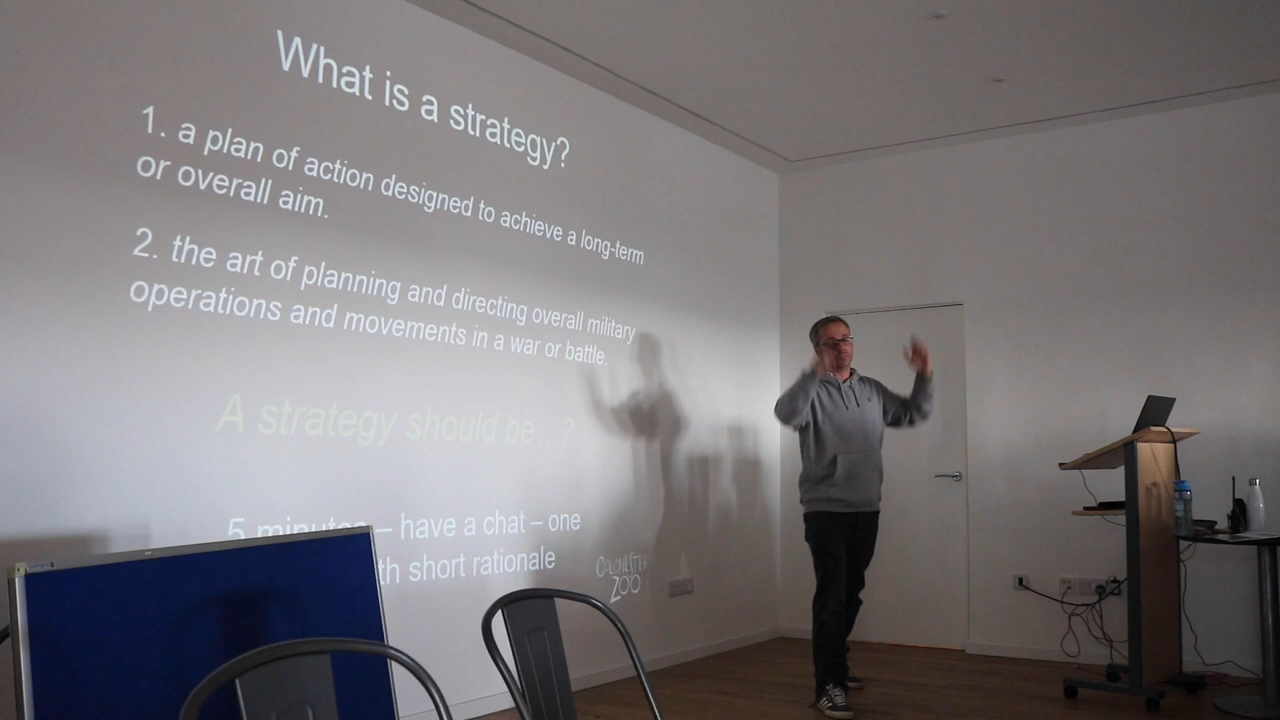 What is a strategy?
1. a plan of action designed to achieve a long-term
or overall aim.
2. the art of planning and directing overall military
operations and movements in a war or battle.
A strategy should be ?
5 minutes – have a chat – one
th short rationale
COLCHESTER
ZOO